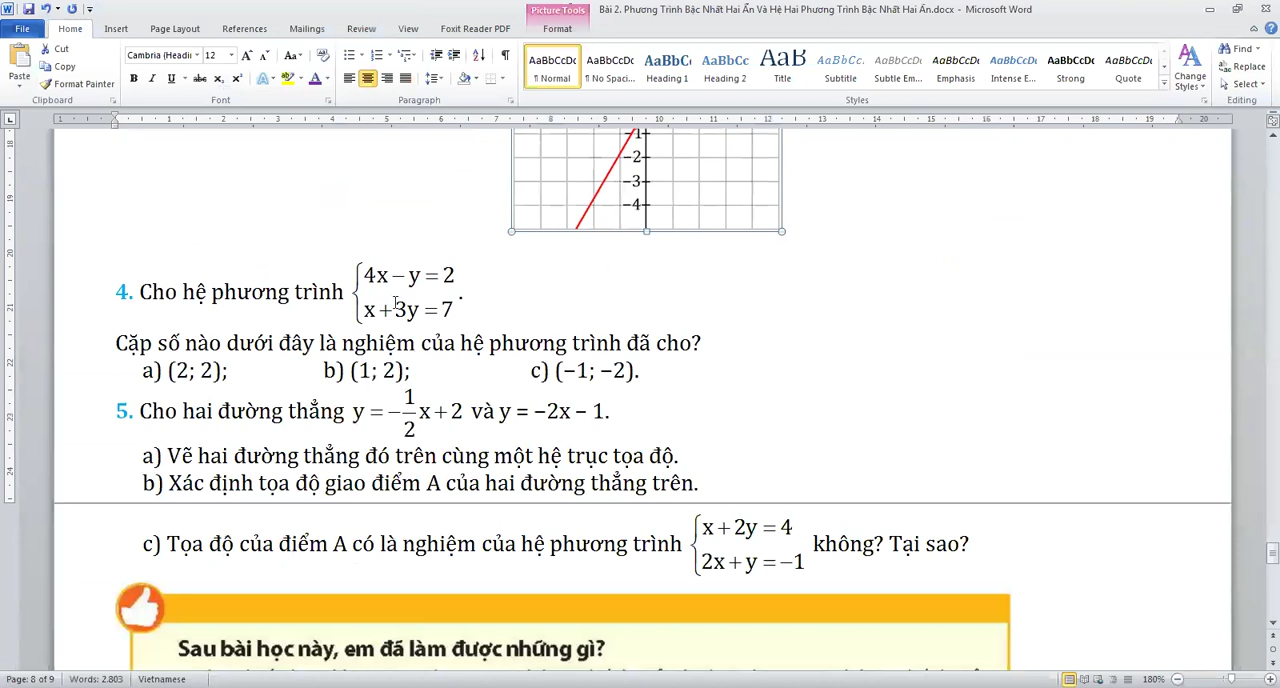 Picture Tools
Bài 2. Phương Trình Bậc Nhất Hai Ẩn Và Hệ Hai Phương Trình Bậc Nhất Hai Ẩn.docx - Microsoft Word
File Home Insert Page Layout References Mailings Review View Foxit Reader PDF Format
Paste Cut Copy Format Painter
Cambria (Headin 12
AaBbCcDc AaBbCcDc AaBbC AaBbCc AaB AaBbCc. AaBbCcDc AaBbCcDc AaBbCcDc AaBbCcDc AaBbCcDc
¶ Normal ¶ No Spaci... Heading 1 Heading 2 Title Subtitle Subtle Em... Emphasis Intense E... Strong Quote
Change Styles
Find Replace Select
Clipboard Font Paragraph Styles Editing
−1
−2
−3
−4
4. Cho hệ phương trình { 4x − y = 2
x + 3y = 7 .
Cặp số nào dưới đây là nghiệm của hệ phương trình đã cho?
a) (2; 2); b) (1; 2); c) (−1; −2).
5. Cho hai đường thẳng y = −1/2 x + 2 và y = −2x − 1.
a) Vẽ hai đường thẳng đó trên cùng một hệ trục tọa độ.
b) Xác định tọa độ giao điểm A của hai đường thẳng trên.
c) Tọa độ của điểm A có là nghiệm của hệ phương trình { x + 2y = 4
2x + y = −1 không? Tại sao?
Sau bài học này, em đã làm được những gì?
Page: 8 of 9 Words: 2.803 Vietnamese 180%